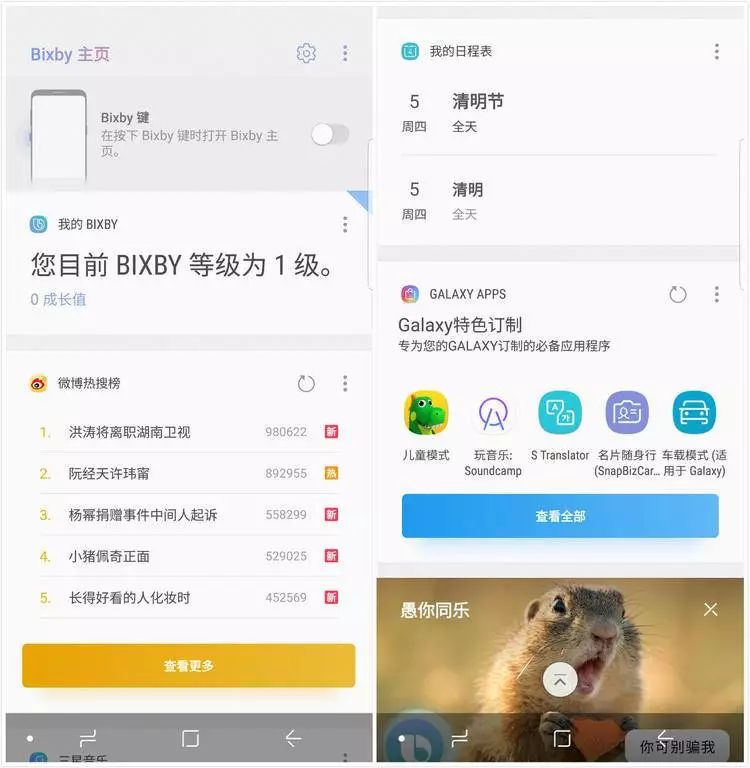 Bixby 主页
Bixby 键
在按下 Bixby 键时打开 Bixby 主
页。
我的 BIXBY
您目前 BIXBY 等级为 1 级。
0 成长值
微博热搜榜
1. 洪涛将离职湖南卫视 980622 新
2. 阮经天许玮甯 892955 热
3. 杨幂捐赠事件中间人起诉 558299 新
4. 小猪佩奇正面 529025 新
5. 长得好看的人化妆时 452569 新
查看更多
三星音乐
我的日程表
5 清明节
周四 全天
5 清明
周四 全天
GALAXY APPS
Galaxy特色订制
专为您的GALAXY订制的必备应用程序
儿童模式
玩音乐:
Soundcamp
S Translator
名片随身行
(SnapBizCar...
车载模式 (适
用于 Galaxy)
查看全部
愚你同乐
你可别骗我